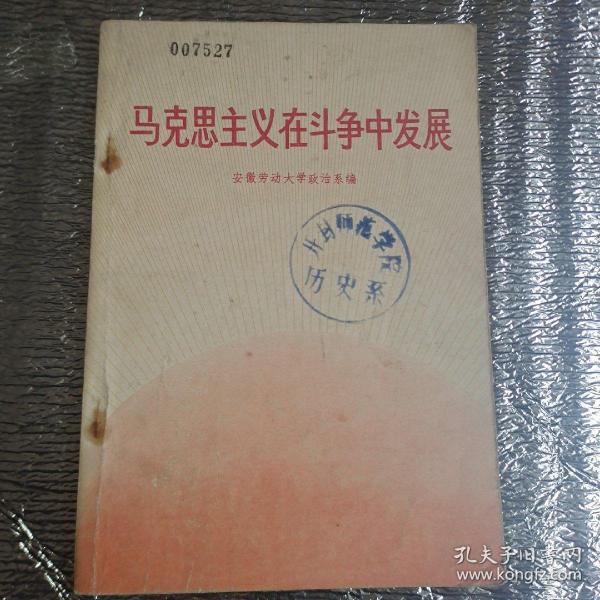 007527
马克思主义在斗争中发展
安徽劳动大学政治系编
开封师范学院
历史系
孔夫子旧书网
www.kongfz.com